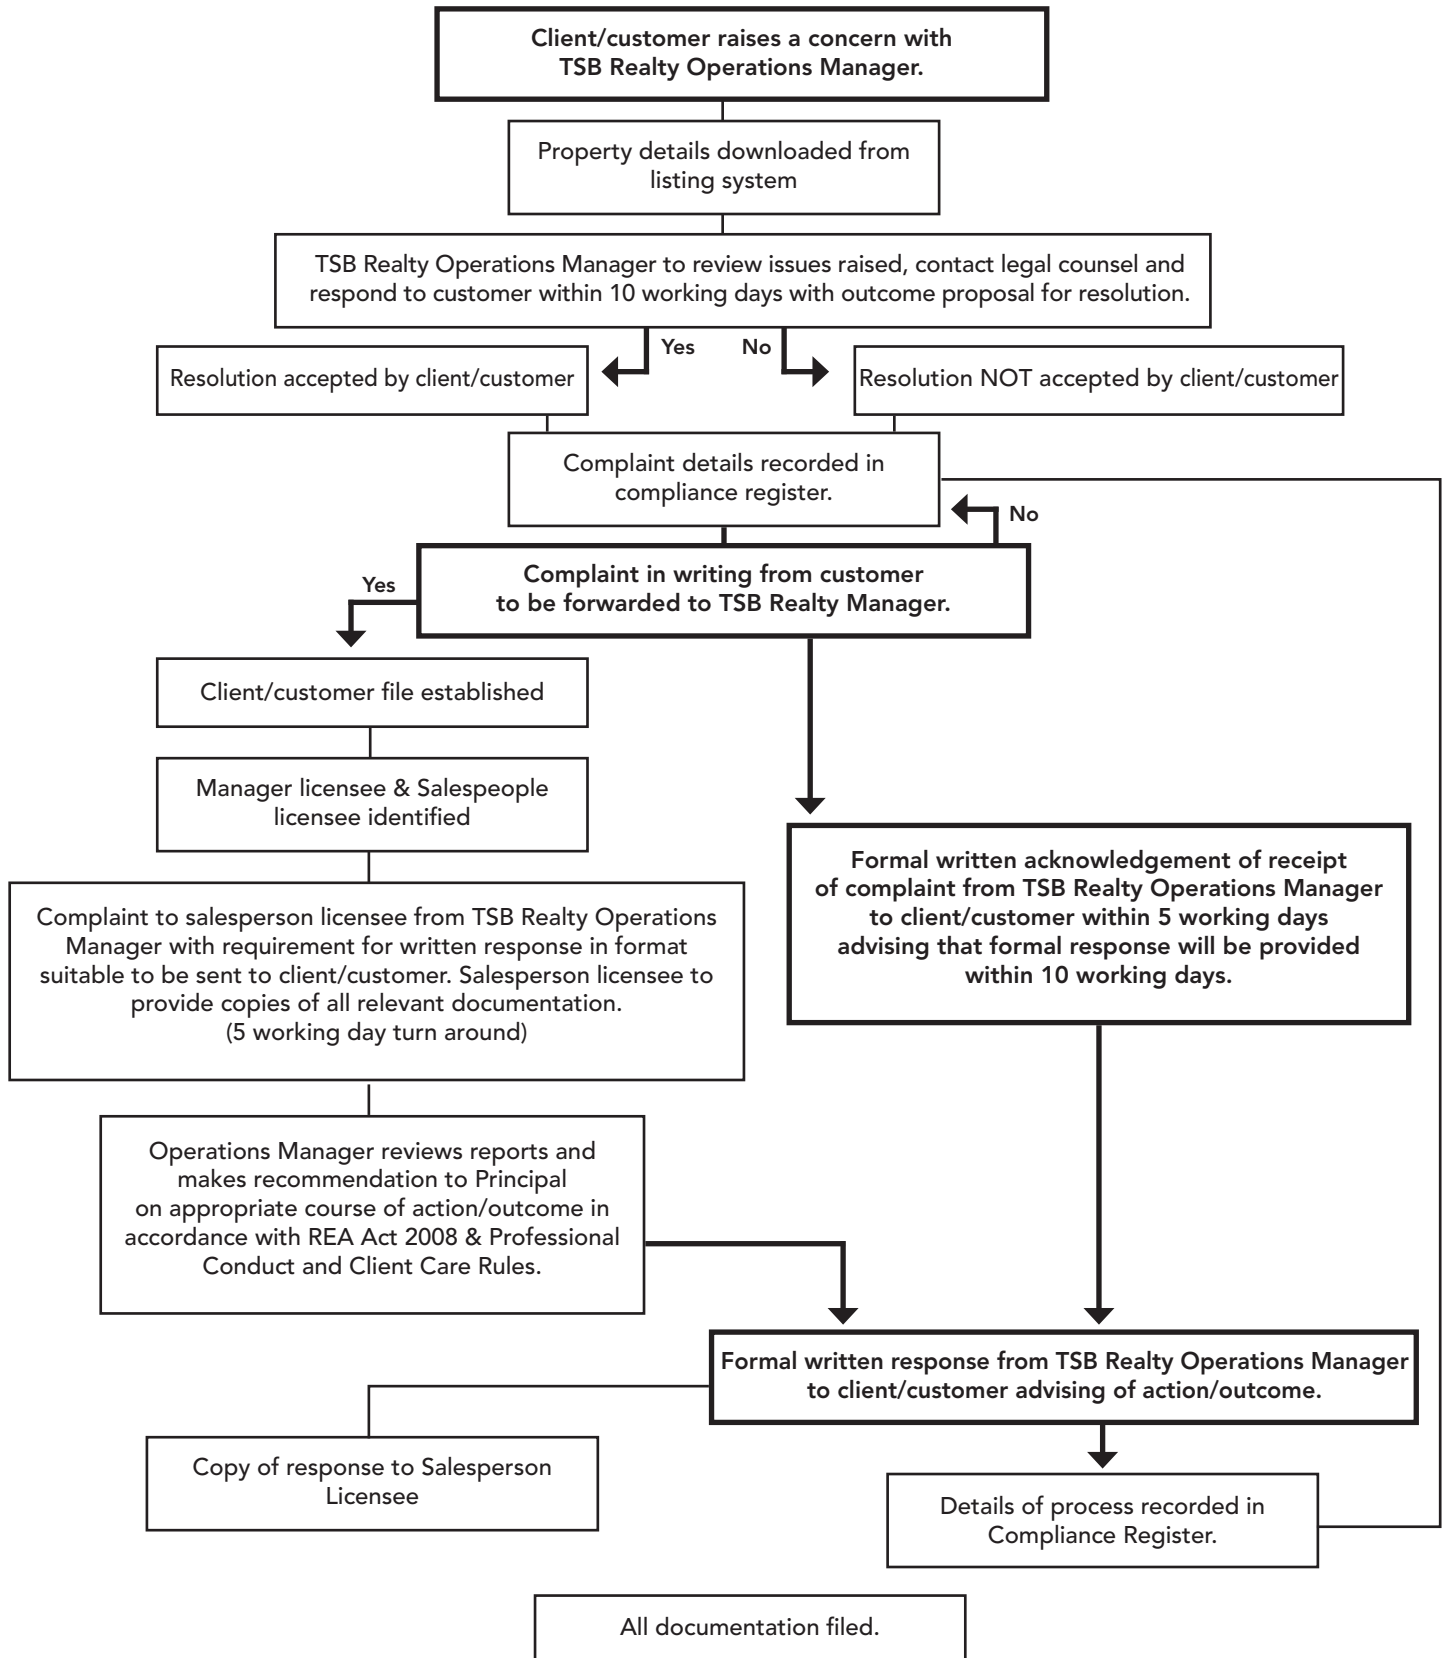 Client/customer raises a concern with
TSB Realty Operations Manager.
Property details downloaded from
listing system
TSB Realty Operations Manager to review issues raised, contact legal counsel and
respond to customer within 10 working days with outcome proposal for resolution.
Yes
No
Resolution accepted by client/customer
Resolution NOT accepted by client/customer
Complaint details recorded in
compliance register.
No
Complaint in writing from customer
to be forwarded to TSB Realty Manager.
Yes
Client/customer file established
Manager licensee & Salespeople
licensee identified
Formal written acknowledgement of receipt
of complaint from TSB Realty Operations Manager
to client/customer within 5 working days
advising that formal response will be provided
within 10 working days.
Complaint to salesperson licensee from TSB Realty Operations
Manager with requirement for written response in format
suitable to be sent to client/customer. Salesperson licensee to
provide copies of all relevant documentation.
(5 working day turn around)
Operations Manager reviews reports and
makes recommendation to Principal
on appropriate course of action/outcome in
accordance with REA Act 2008 & Professional
Conduct and Client Care Rules.
Formal written response from TSB Realty Operations Manager
to client/customer advising of action/outcome.
Copy of response to Salesperson
Licensee
Details of process recorded in
Compliance Register.
All documentation filed.